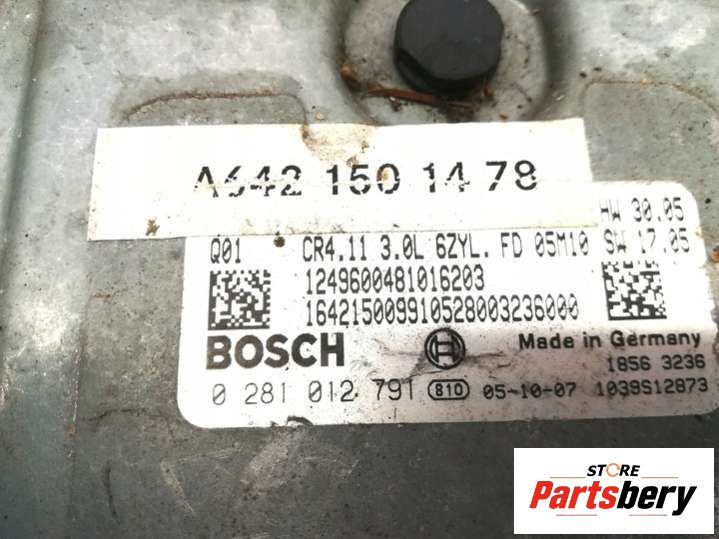 A642 150 14 78
HW 30.05
Q01 CR4.11 3.0L 6ZYL. FD 05M10 SW 17.05
1249600481016203
164215009910528003236000
BOSCH Made in Germany
1856 3236
0 281 012 791 810 05-10-07 1039S12873
STORE
Partsbery